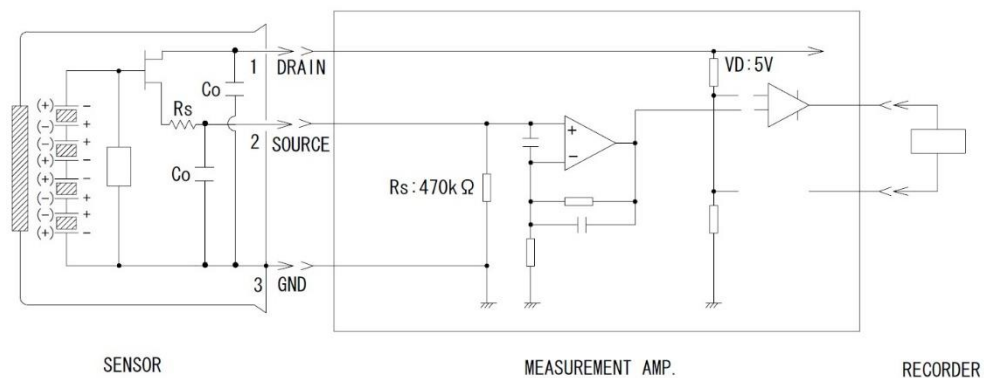 1 DRAIN
VD:5V
Co
Rs
2 SOURCE
Co
Rs:470kΩ
3 GND
(+) −
(−) +
(−) +
(+) −
(+) −
(−) +
(−) +
(+) −
+
−
SENSOR
MEASUREMENT AMP.
RECORDER